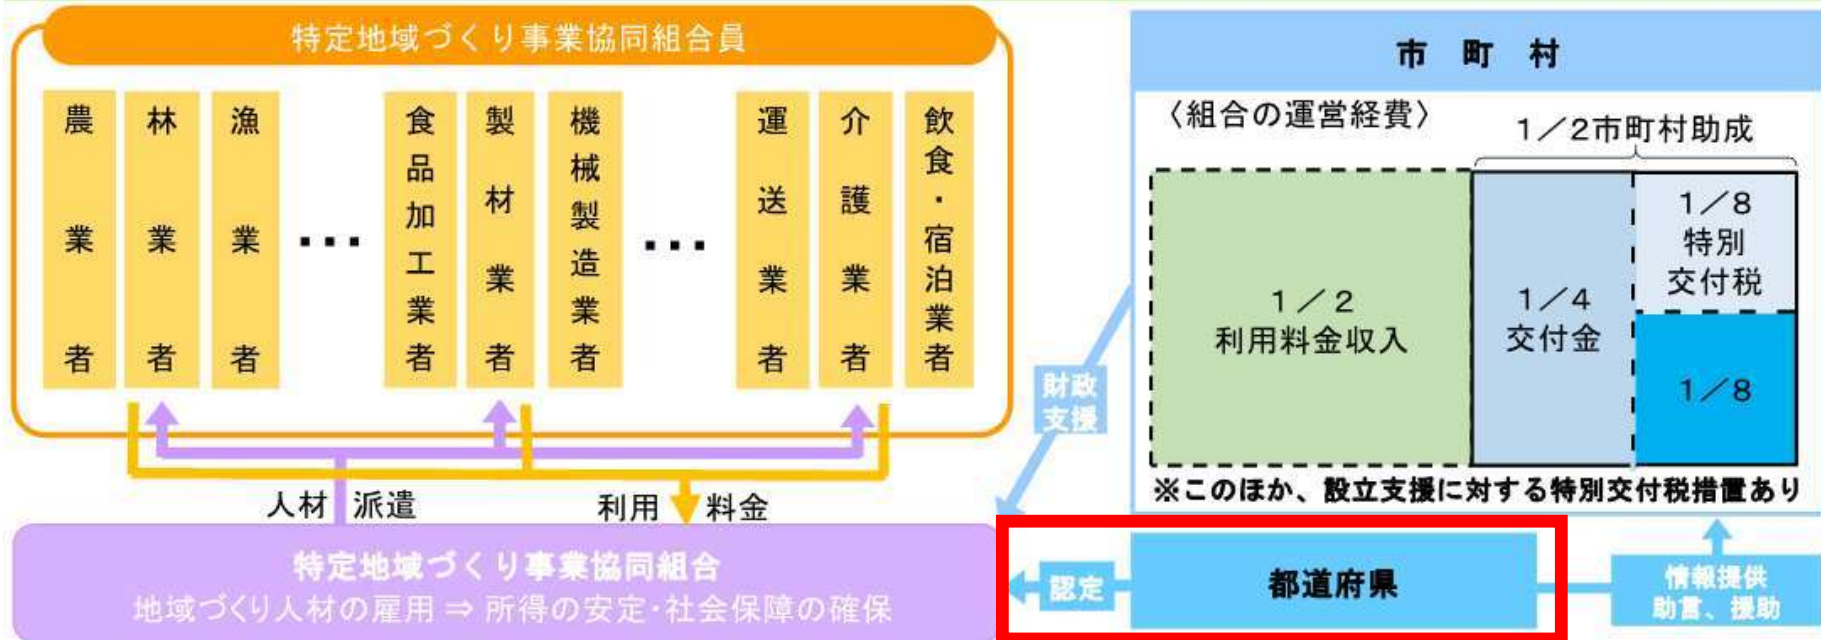 特定地域づくり事業協同組合員
農業者
林業者
漁業者
・・・
食品加工業者
製材業者
機械製造業者
・・・
運送業者
介護業者
飲食・宿泊業者
人材派遣
利用料金
特定地域づくり事業協同組合
地域づくり人材の雇用 ⇒ 所得の安定・社会保障の確保
市町村
〈組合の運営経費〉
1／2市町村助成
1／2
利用料金収入
1／4
交付金
1／8
特別
交付税
1／8
※このほか、設立支援に対する特別交付税措置あり
財政
支援
認定
都道府県
情報提供
助言、援助